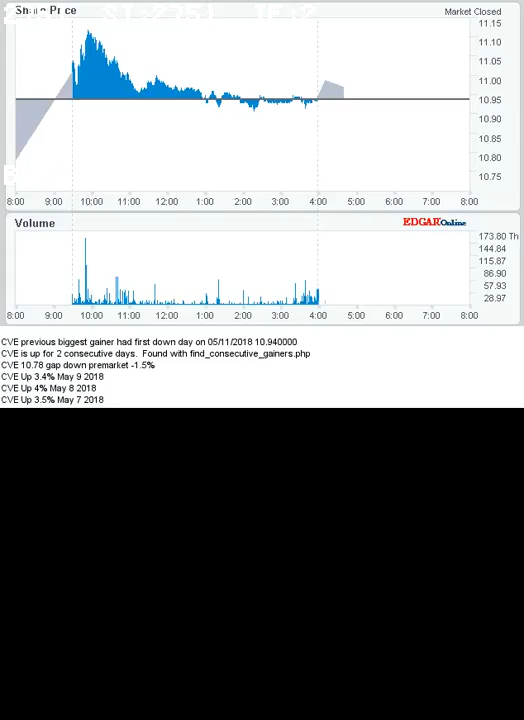 Share Price
Market Closed
11.15
11.10
11.05
11.00
10.95
10.90
10.85
10.80
10.75
8:00 9:00 10:00 11:00 12:00 1:00 2:00 3:00 4:00 5:00 6:00 7:00 8:00
Volume
EDGAR Online
173.80 Th
144.84
115.87
86.90
57.93
28.97
8:00 9:00 10:00 11:00 12:00 1:00 2:00 3:00 4:00 5:00 6:00 7:00 8:00
CVE previous biggest gainer had first down day on 05/11/2018 10.940000
CVE is up for 2 consecutive days. Found with find_consecutive_gainers.php
CVE 10.78 gap down premarket -1.5%
CVE Up 3.4% May 9 2018
CVE Up 4% May 8 2018
CVE Up 3.5% May 7 2018